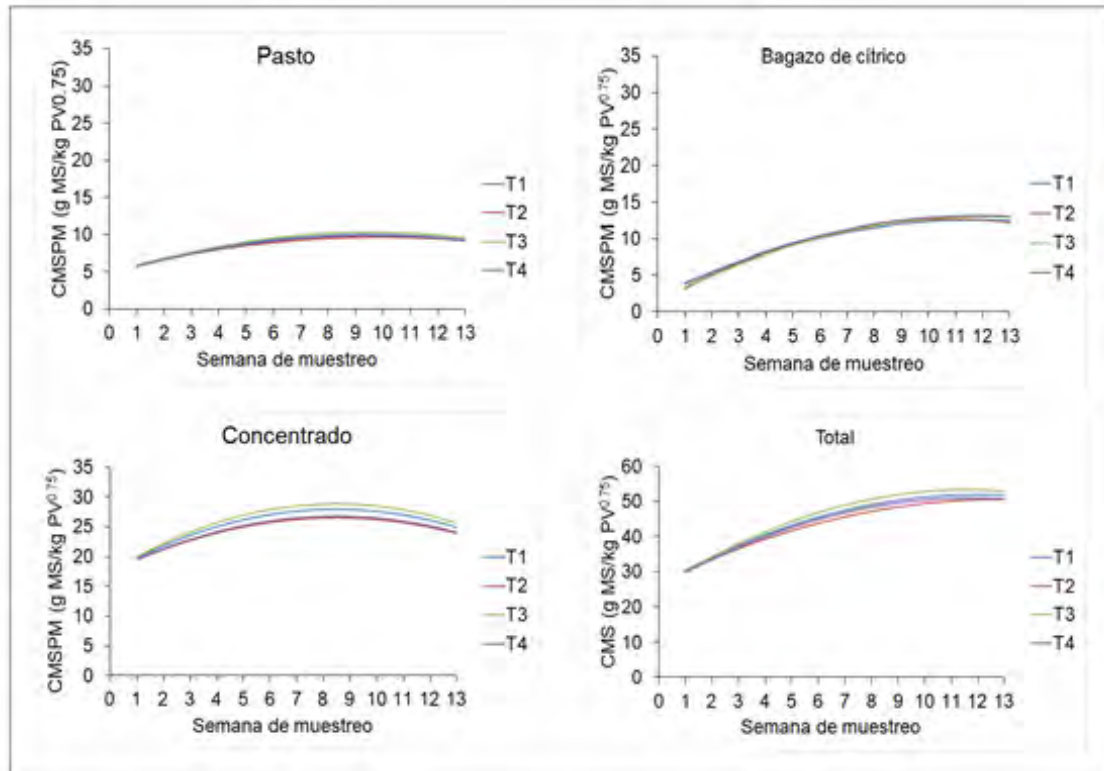 Pasto
CMSPM (g MS/kg PV0.75)
35
30
25
20
15
10
5
0
0 1 2 3 4 5 6 7 8 9 10 11 12 13
Semana de muestreo
T1
T2
T3
T4
Bagazo de cítrico
CMSPM (g MS/kg PV0.75)
35
30
25
20
15
10
5
0
0 1 2 3 4 5 6 7 8 9 10 11 12 13
Semana de muestreo
T1
T2
T3
T4
Concentrado
CMSPM (g MS/kg PV0.75)
35
30
25
20
15
10
5
0
0 1 2 3 4 5 6 7 8 9 10 11 12 13
Semana de muestreo
T1
T2
T3
T4
Total
CMS (g MS/kg PV0.75)
60
50
40
30
20
10
0
0 1 2 3 4 5 6 7 8 9 10 11 12 13
Semana de muestreo
T1
T2
T3
T4